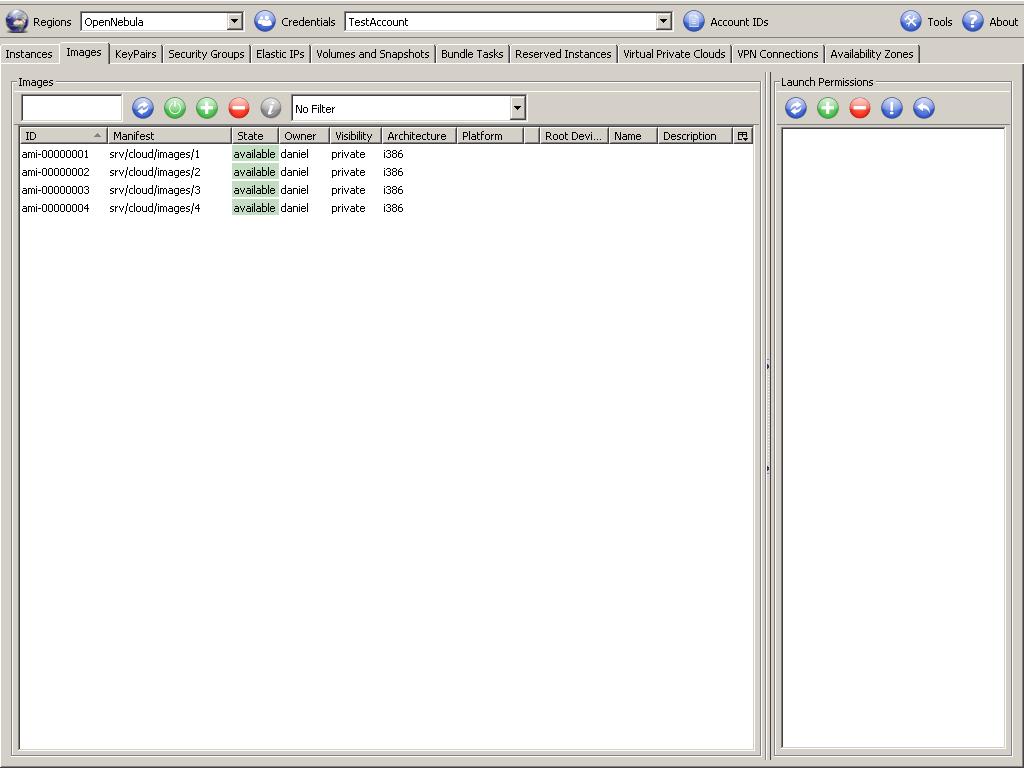 Regions OpenNebula Credentials TestAccount Account IDs Tools About
Instances Images KeyPairs Security Groups Elastic IPs Volumes and Snapshots Bundle Tasks Reserved Instances Virtual Private Clouds VPN Connections Availability Zones
Images Launch Permissions
No Filter
ID Manifest State Owner Visibility Architecture Platform Root Devi... Name Description
ami-00000001 srv/cloud/images/1 available daniel private i386
ami-00000002 srv/cloud/images/2 available daniel private i386
ami-00000003 srv/cloud/images/3 available daniel private i386
ami-00000004 srv/cloud/images/4 available daniel private i386